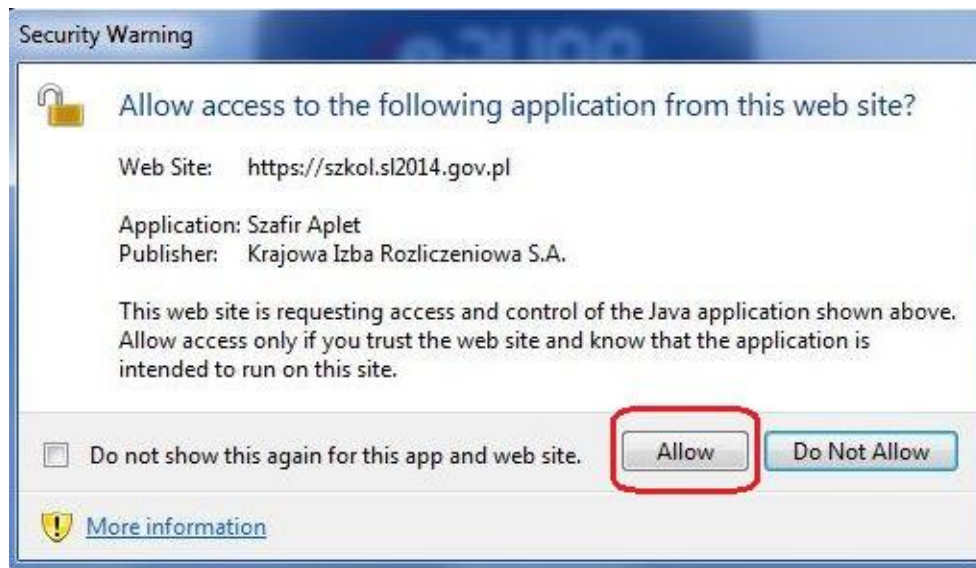 Security Warning
Allow access to the following application from this web site?
Web Site: https://szkol.sl2014.gov.pl
Application: Szafir Aplet
Publisher: Krajowa Izba Rozliczeniowa S.A.
This web site is requesting access and control of the Java application shown above.
Allow access only if you trust the web site and know that the application is
intended to run on this site.
Do not show this again for this app and web site.
Allow
Do Not Allow
More information